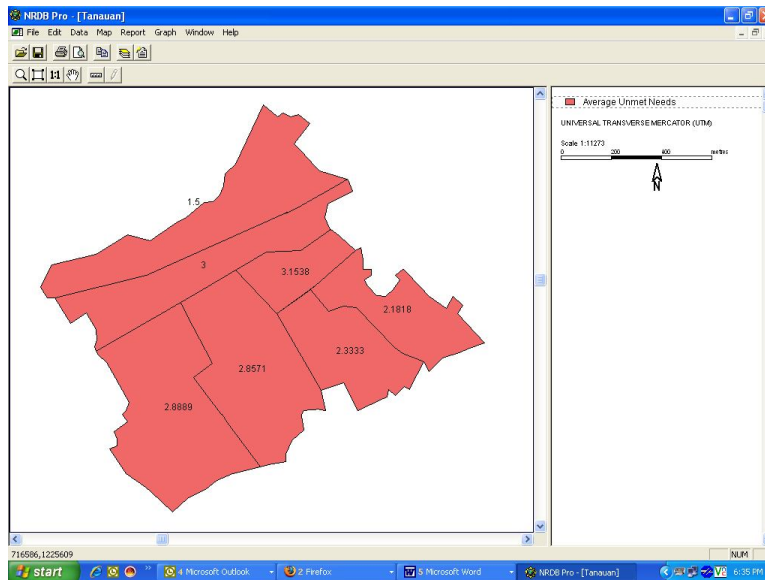 NRDB Pro - [Tanauan]
File Edit Data Map Report Graph Window Help
1:1
Average Unmet Needs
UNIVERSAL TRANSVERSE MERCATOR (UTM)
Scale 1:11273
0 200 400 metres
N
1.5
3
3.1538
2.1818
2.3333
2.8571
2.8889
716586,1225609
NUM
start
4 Microsoft Outlook
2 Firefox
5 Microsoft Word
NRDB Pro - [Tanauan]
6:35 PM